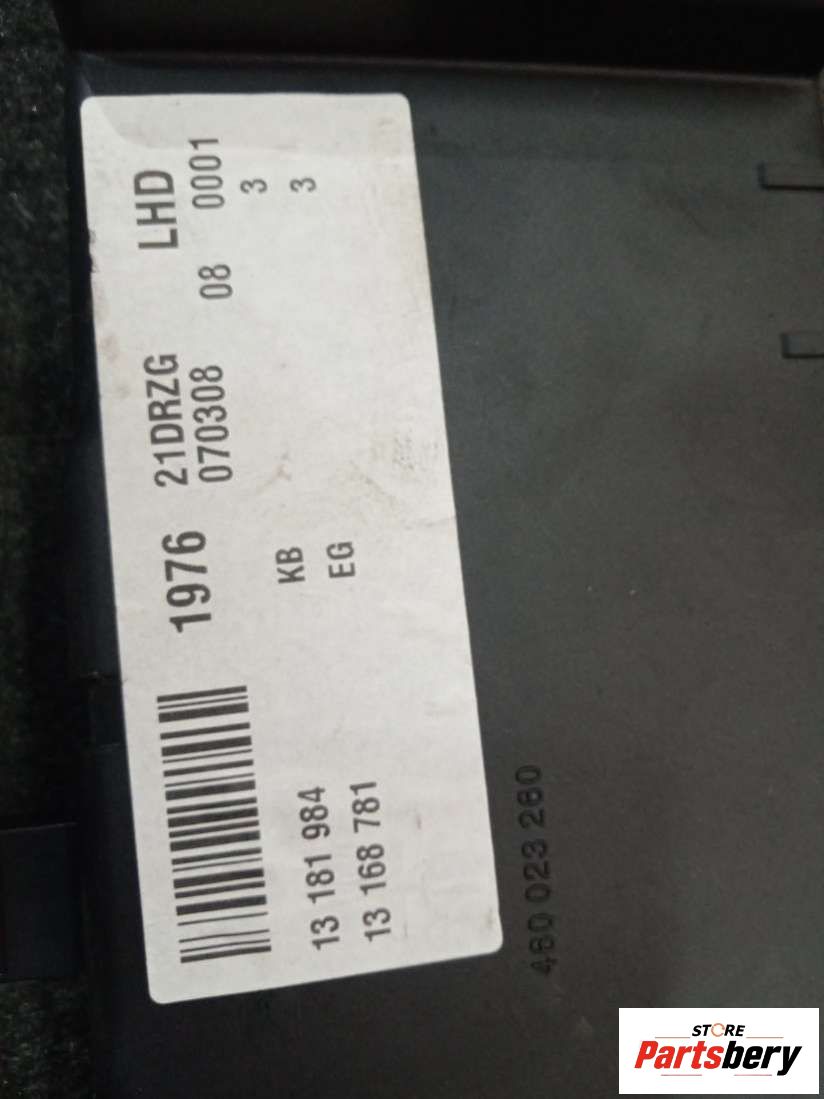 1976 21DRZG LHD
070308 08 0001
3
KB 3
EG
13 181 984
13 168 781
460 023 260
STORE
Partsbery